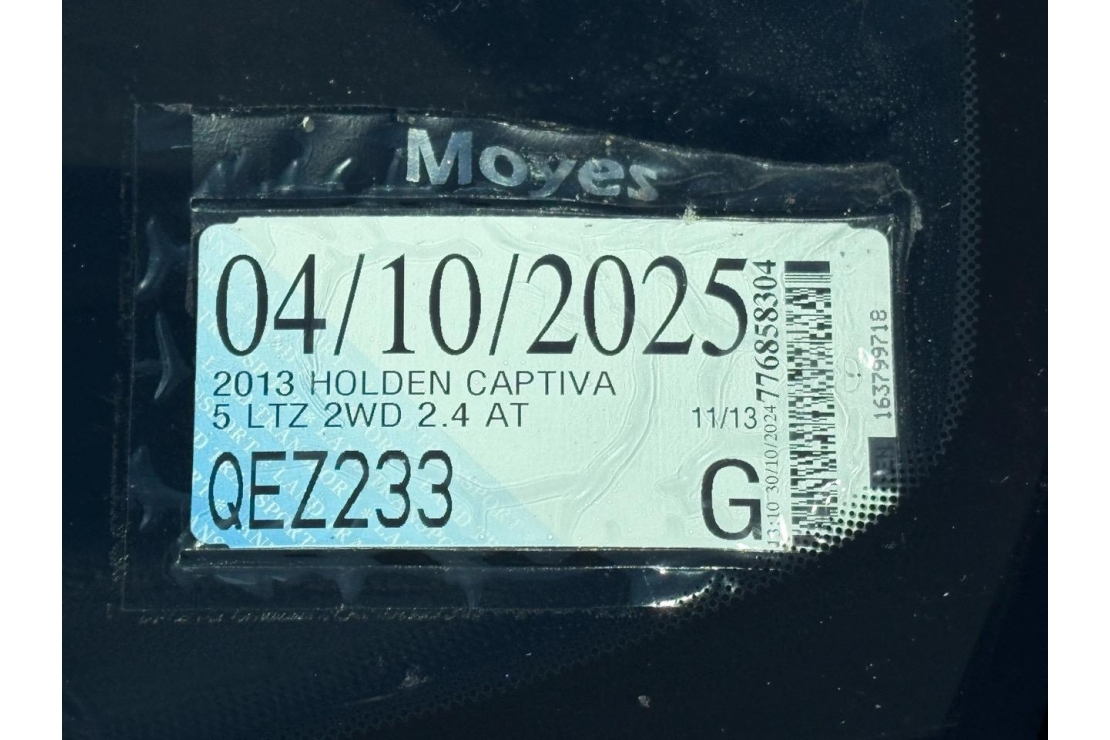 Moyes
04/10/2025
2013 HOLDEN CAPTIVA
5 LTZ 2WD 2.4 AT
11/13
QEZ233
G
13:10 30/10/2024
776858304
163799718